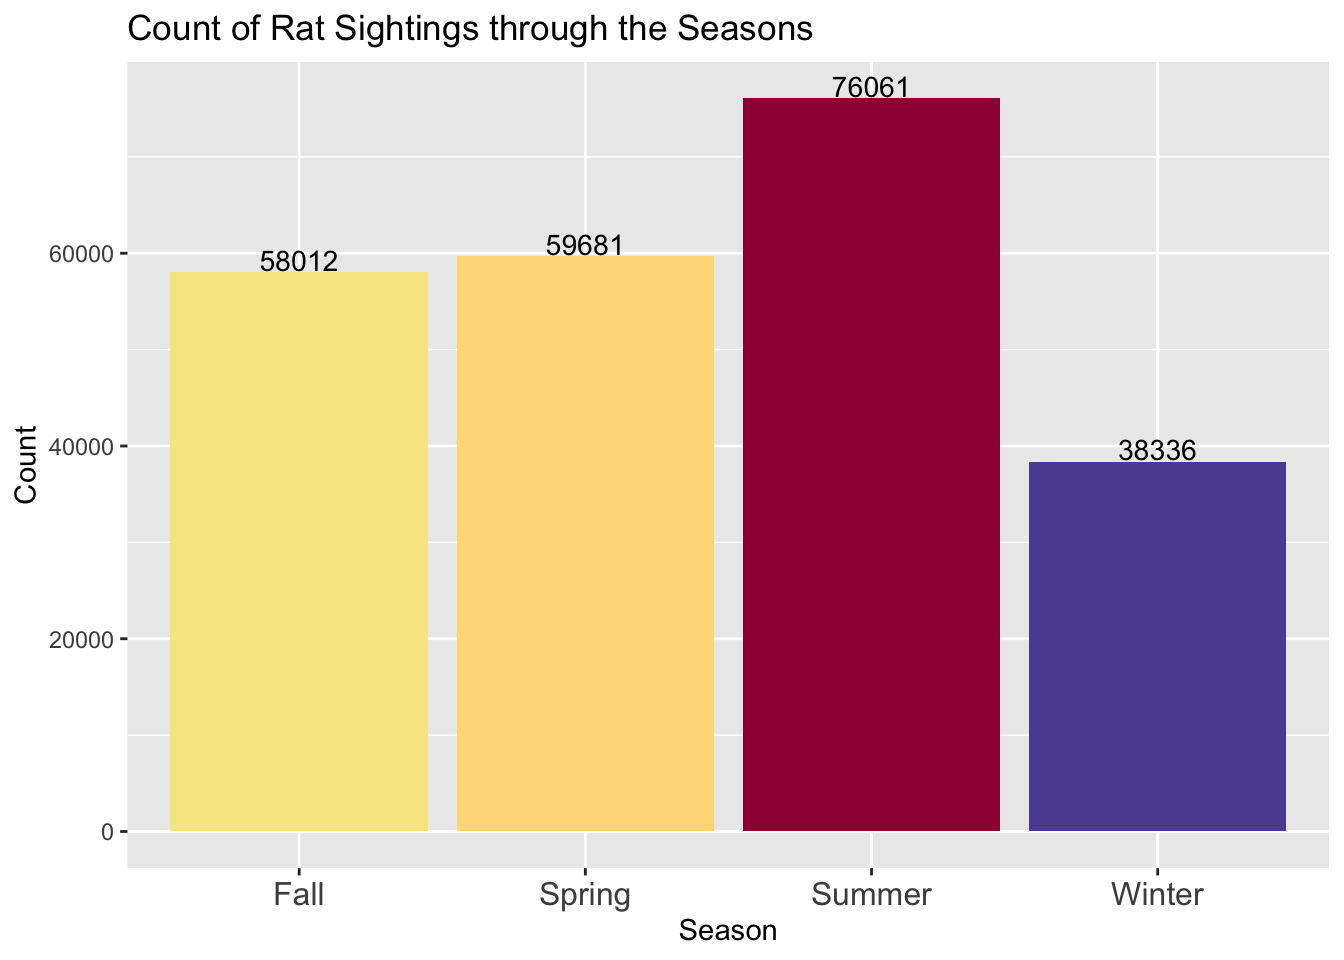 Count of Rat Sightings through the Seasons
76061
59681
58012
38336
60000
40000
20000
0
Count
Fall Spring Summer Winter
Season